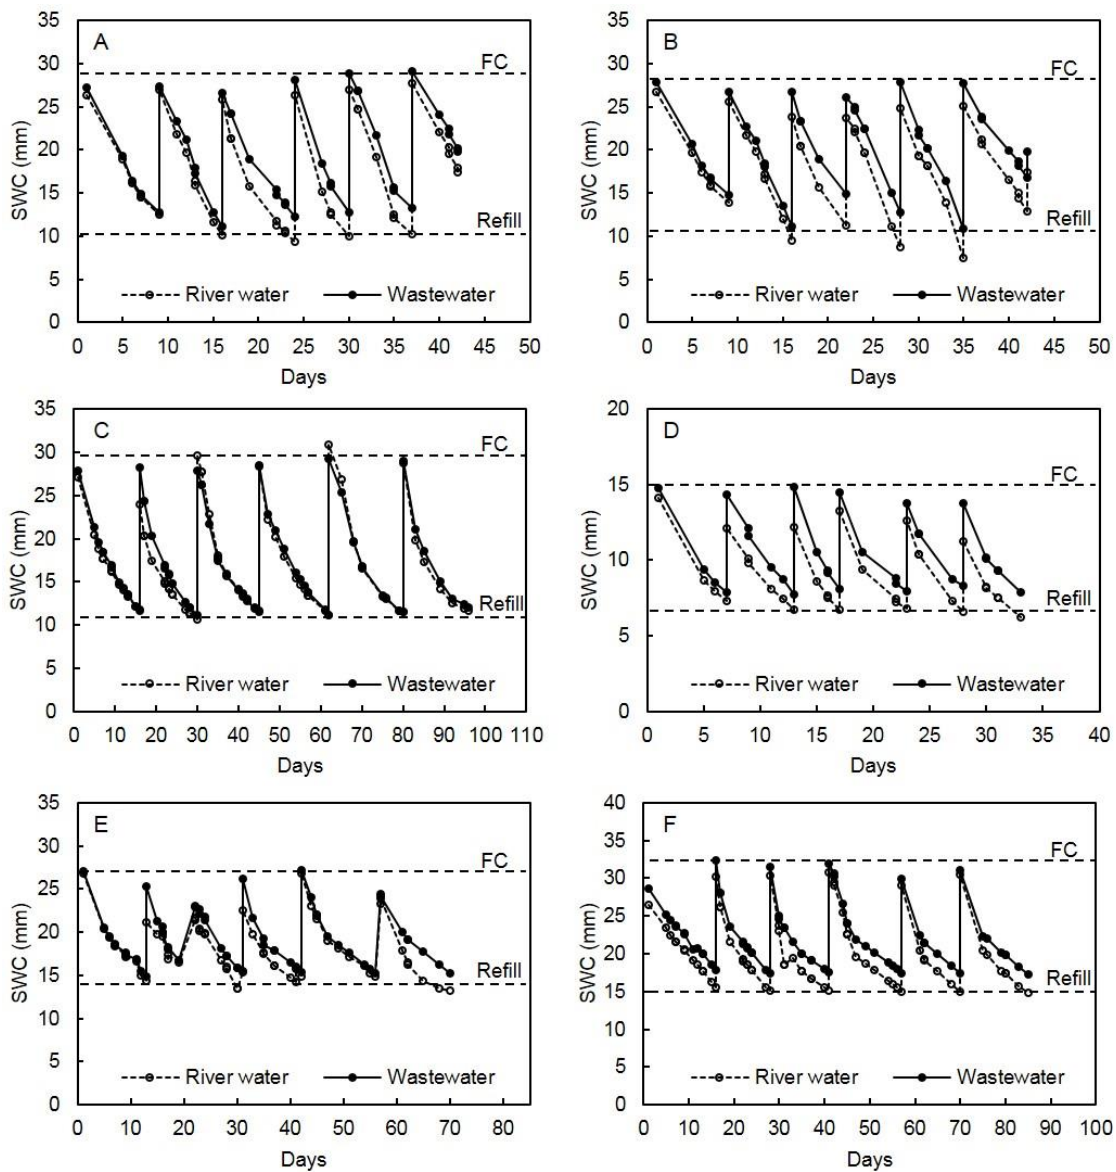 A
FC
Refill
River water
Wastewater
SWC (mm)
35
30
25
20
15
10
5
0
0 5 10 15 20 25 30 35 40 45 50
Days
B
FC
Refill
River water
Wastewater
SWC (mm)
35
30
25
20
15
10
5
0
0 5 10 15 20 25 30 35 40 45 50
Days
C
FC
Refill
River water
Wastewater
SWC (mm)
35
30
25
20
15
10
5
0
0 10 20 30 40 50 60 70 80 90 100 110
Days
D
FC
Refill
River water
Wastewater
SWC (mm)
20
15
10
5
0
0 5 10 15 20 25 30 35 40
Days
E
FC
Refill
River water
Wastewater
SWC (mm)
35
30
25
20
15
10
5
0
0 10 20 30 40 50 60 70 80
Days
F
FC
Refill
River water
Wastewater
SWC (mm)
40
35
30
25
20
15
10
5
0
0 10 20 30 40 50 60 70 80 90 100
Days